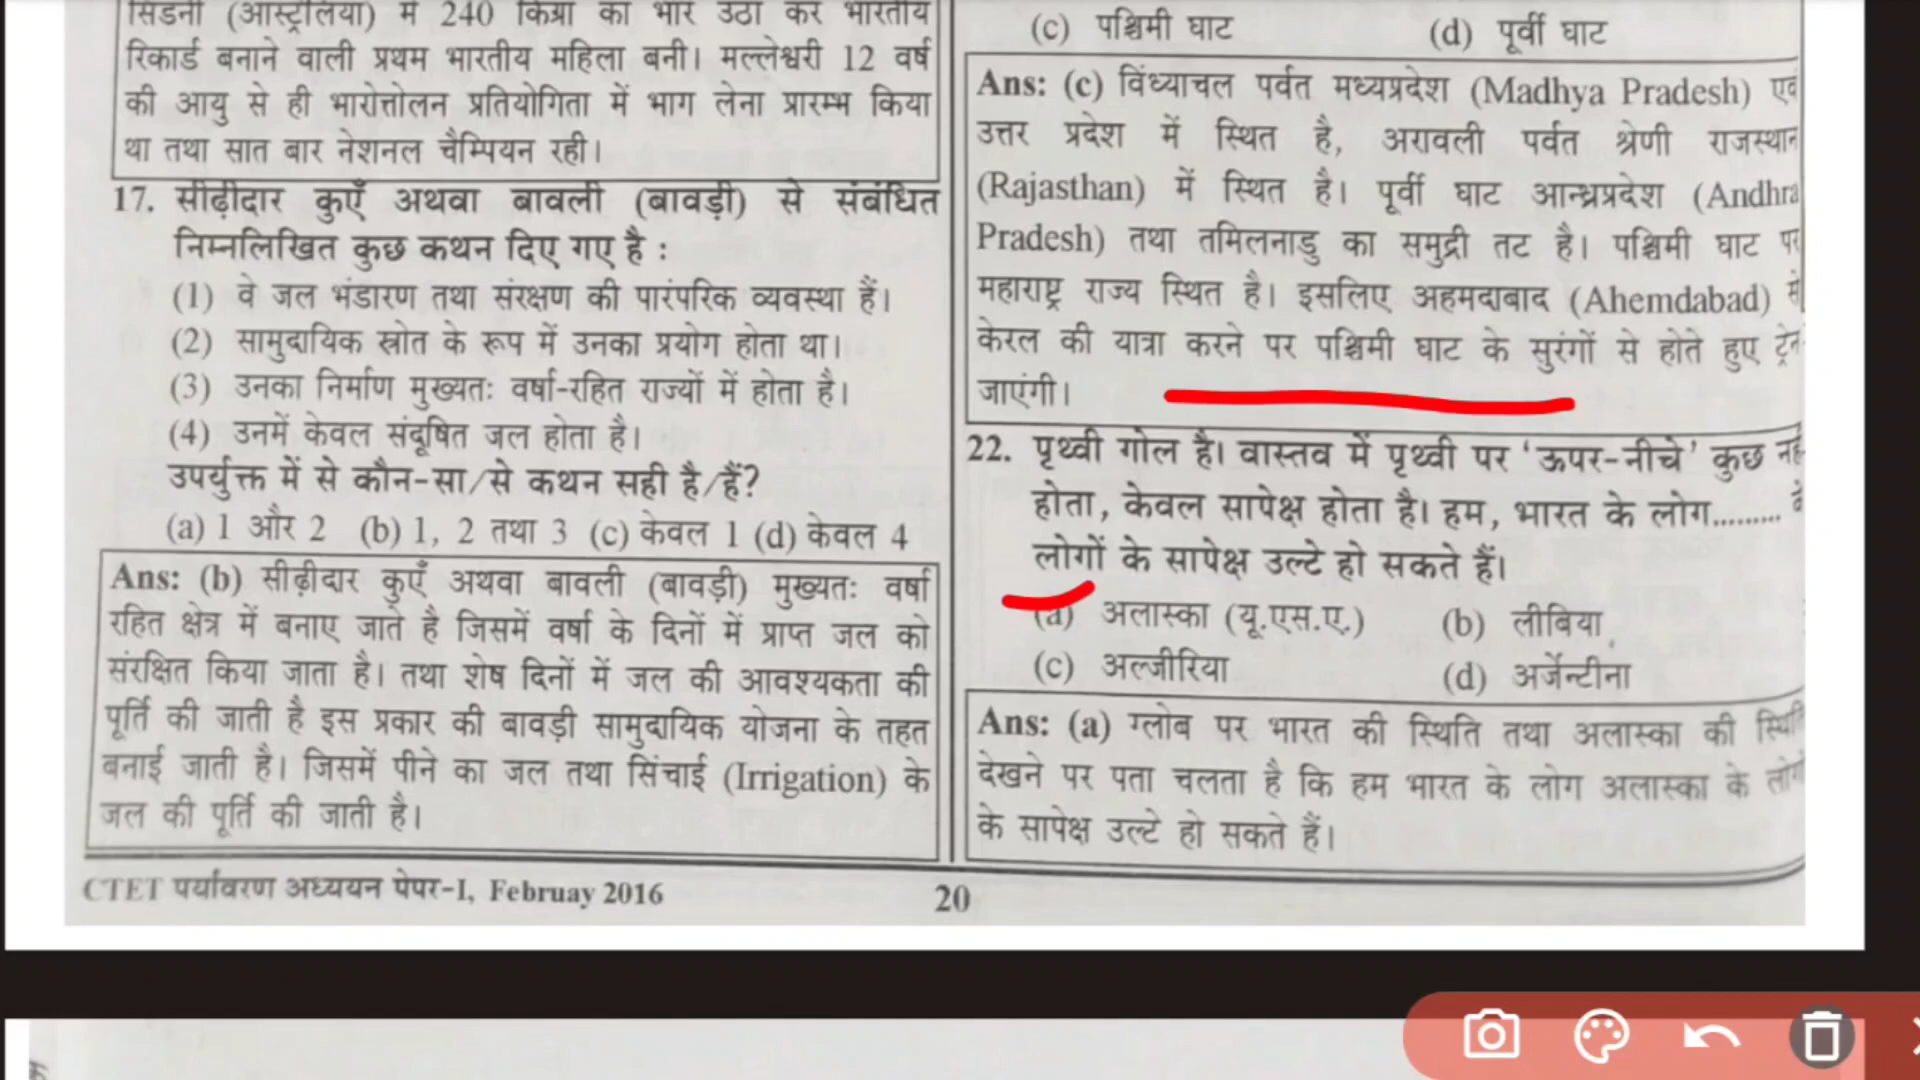 सिडनी (आस्ट्रेलिया) में 240 किग्रा का भार उठा कर भारतीय
रिकार्ड बनाने वाली प्रथम भारतीय महिला बनी। मल्लेश्वरी 12 वर्ष
की आयु से ही भारोत्तोलन प्रतियोगिता में भाग लेना प्रारम्भ किया
था तथा सात बार नेशनल चैम्पियन रही।
17. सीढ़ीदार कुएँ अथवा बावली (बावड़ी) से संबंधित
निम्नलिखित कुछ कथन दिए गए है :
(1) वे जल भंडारण तथा संरक्षण की पारंपरिक व्यवस्था हैं।
(2) सामुदायिक स्रोत के रूप में उनका प्रयोग होता था।
(3) उनका निर्माण मुख्यतः वर्षा-रहित राज्यों में होता है।
(4) उनमें केवल संदूषित जल होता है।
उपर्युक्त में से कौन-सा/से कथन सही है/हैं?
(a) 1 और 2 (b) 1, 2 तथा 3 (c) केवल 1 (d) केवल 4
Ans: (b) सीढ़ीदार कुएँ अथवा बावली (बावड़ी) मुख्यतः वर्षा
रहित क्षेत्र में बनाए जाते है जिसमें वर्षा के दिनों में प्राप्त जल को
संरक्षित किया जाता है। तथा शेष दिनों में जल की आवश्यकता की
पूर्ति की जाती है इस प्रकार की बावड़ी सामुदायिक योजना के तहत
बनाई जाती है। जिसमें पीने का जल तथा सिंचाई (Irrigation) के
जल की पूर्ति की जाती है।
(c) पश्चिमी घाट (d) पूर्वी घाट
Ans: (c) विंध्याचल पर्वत मध्यप्रदेश (Madhya Pradesh) एवं
उत्तर प्रदेश में स्थित है, अरावली पर्वत श्रेणी राजस्थान
(Rajasthan) में स्थित है। पूर्वी घाट आन्ध्रप्रदेश (Andhra
Pradesh) तथा तमिलनाडु का समुद्री तट है। पश्चिमी घाट पर
महाराष्ट्र राज्य स्थित है। इसलिए अहमदाबाद (Ahemdabad) से
केरल की यात्रा करने पर पश्चिमी घाट के सुरंगों से होते हुए ट्रेन
जाएंगी।
22. पृथ्वी गोल है। वास्तव में पृथ्वी पर 'ऊपर-नीचे' कुछ नहीं
होता, केवल सापेक्ष होता है। हम, भारत के लोग.........
लोगों के सापेक्ष उल्टे हो सकते हैं।
(a) अलास्का (यू.एस.ए.) (b) लीबिया
(c) अल्जीरिया (d) अर्जेन्टीना
Ans: (a) ग्लोब पर भारत की स्थिति तथा अलास्का की स्थिति
देखने पर पता चलता है कि हम भारत के लोग अलास्का के लोगों
के सापेक्ष उल्टे हो सकते हैं।
CTET पर्यावरण अध्ययन पेपर-I, Februay 2016 20